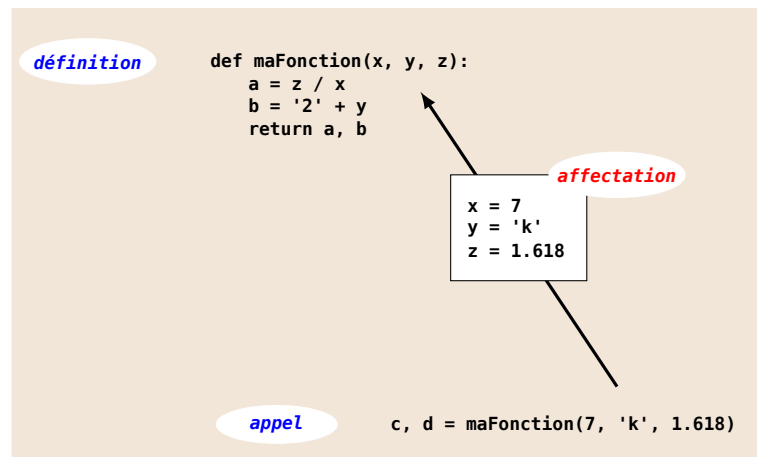 définition
def maFonction(x, y, z):
a = z / x
b = '2' + y
return a, b
affectation
x = 7
y = 'k'
z = 1.618
appel
c, d = maFonction(7, 'k', 1.618)